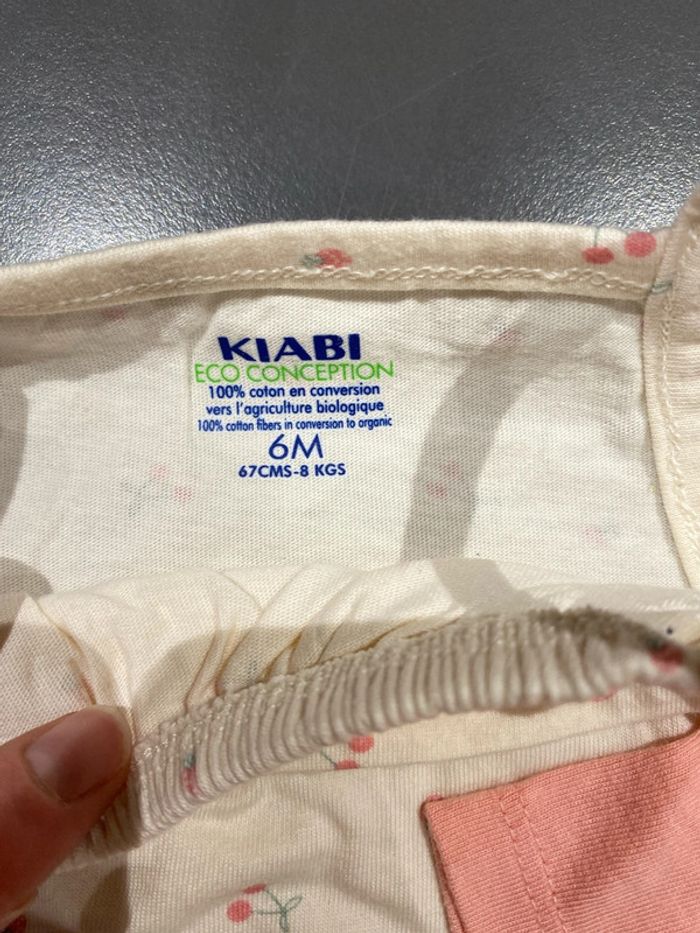 KIABI
ECO CONCEPTION
100% coton en conversion
vers l'agriculture biologique
100% cotton fibers in conversion to organic
6M
67CMS-8 KGS